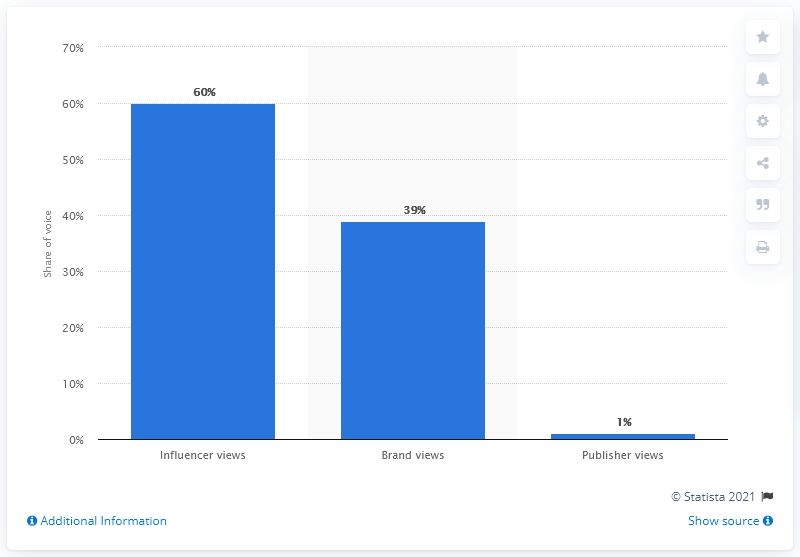 70%
60%
60%
50%
39%
40%
Share of voice
30%
20%
10%
1%
0%
Influencer views Brand views Publisher views
© Statista 2021
Additional Information Show source